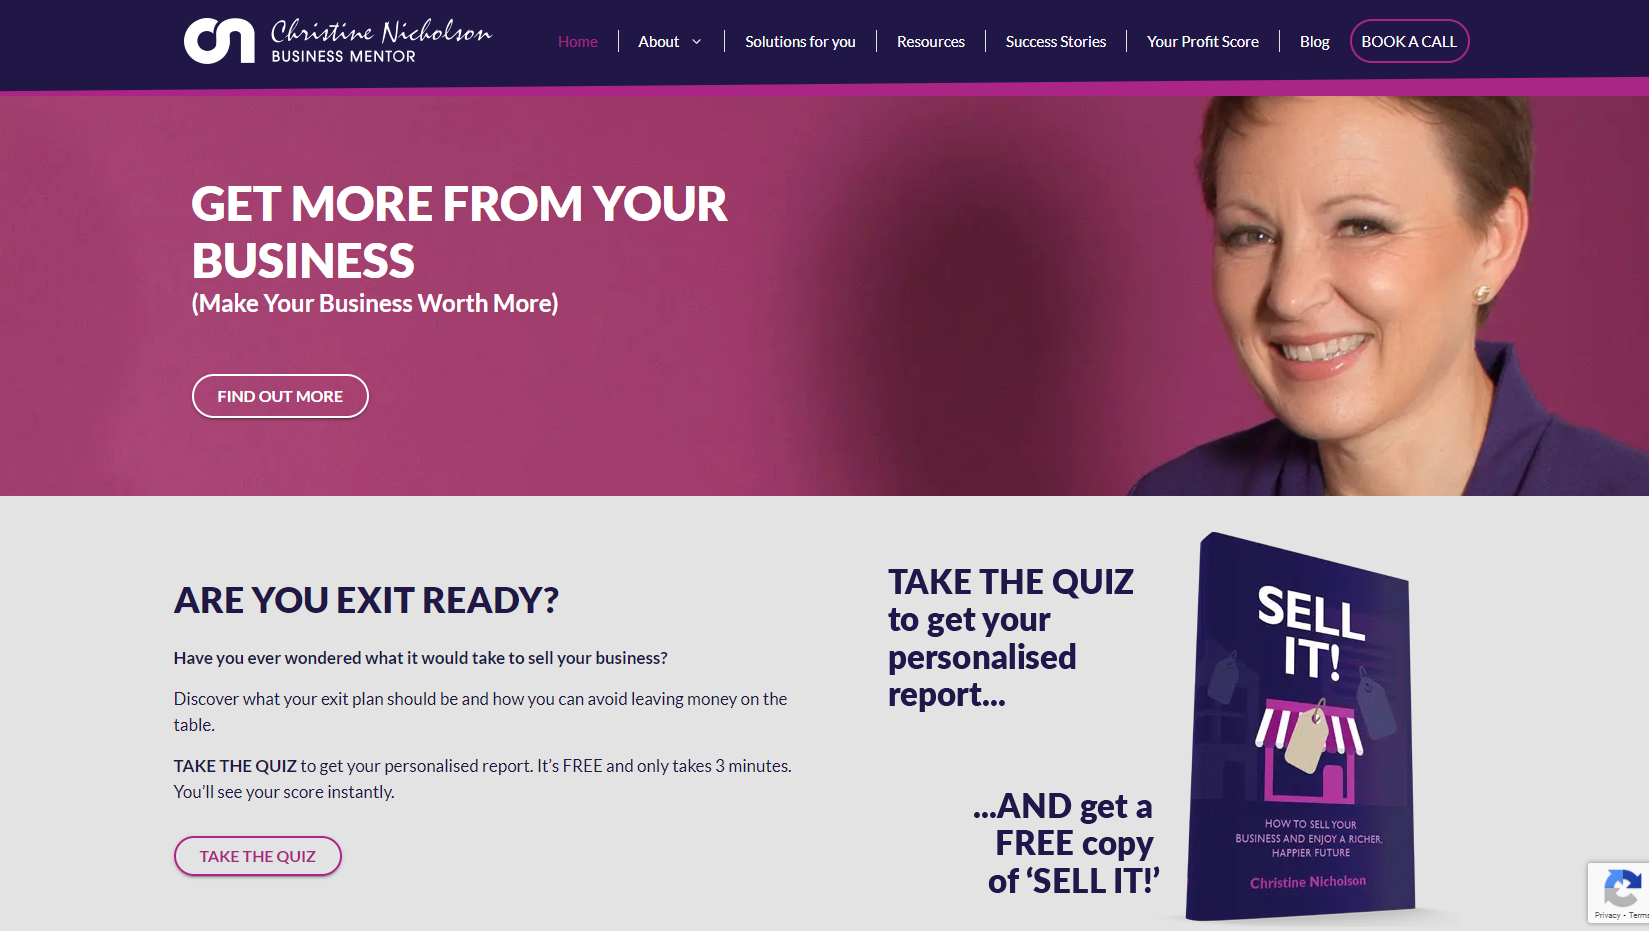 Christine Nicholson
BUSINESS MENTOR
Home
About
Solutions for you
Resources
Success Stories
Your Profit Score
Blog
BOOK A CALL
GET MORE FROM YOUR
BUSINESS
(Make Your Business Worth More)
FIND OUT MORE
ARE YOU EXIT READY?
Have you ever wondered what it would take to sell your business?
Discover what your exit plan should be and how you can avoid leaving money on the
table.
TAKE THE QUIZ to get your personalised report. It’s FREE and only takes 3 minutes.
You’ll see your score instantly.
TAKE THE QUIZ
TAKE THE QUIZ
to get your
personalised
report...
...AND get a
FREE copy
of ‘SELL IT!’
SELL
IT!
HOW TO SELL YOUR
BUSINESS AND ENJOY A RICHER,
HAPPIER FUTURE
Christine Nicholson
Privacy - Terms